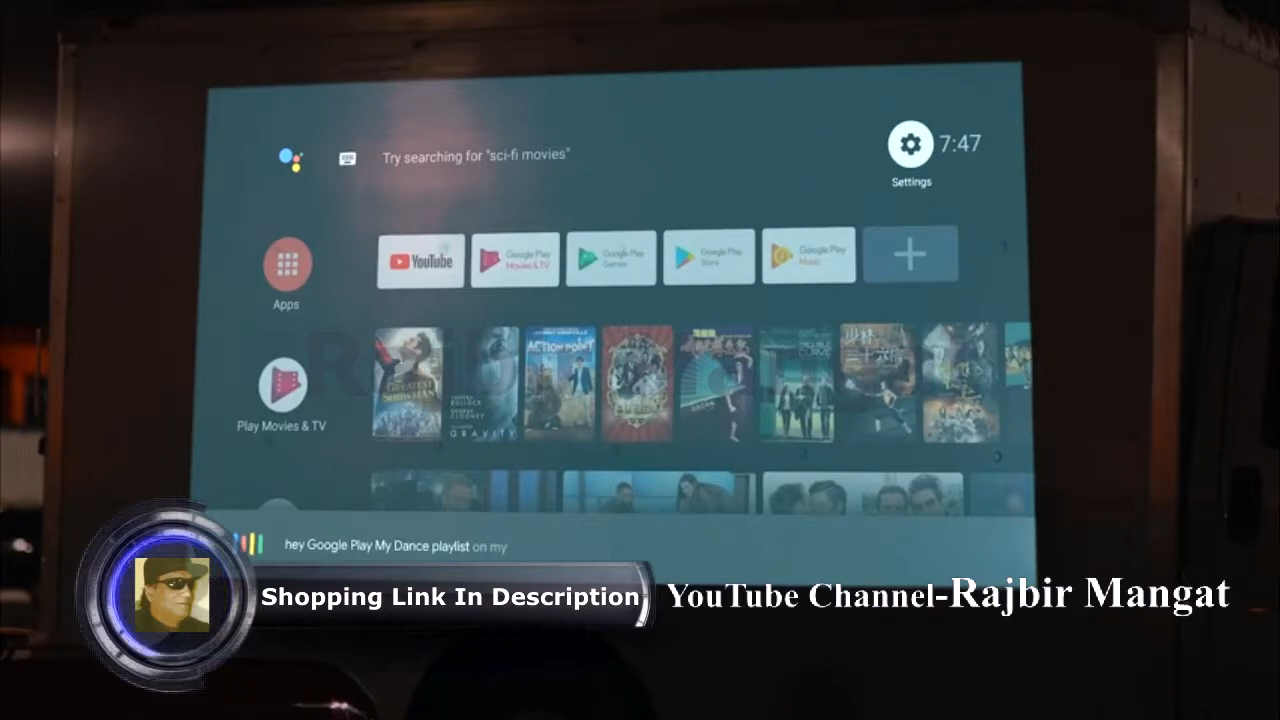 Try searching for "sci-fi movies"
7:47
Settings
YouTube
Google Play
Movies & TV
Google Play
Games
Google Play
Store
Google Play
Music
Apps
THE GREATEST SHOWMAN
GRAVITY
ACTION POINT
TROUBLE
CURVE
Play Movies & TV
hey Google Play My Dance playlist on my
Shopping Link In Description
YouTube Channel-Rajbir Mangat